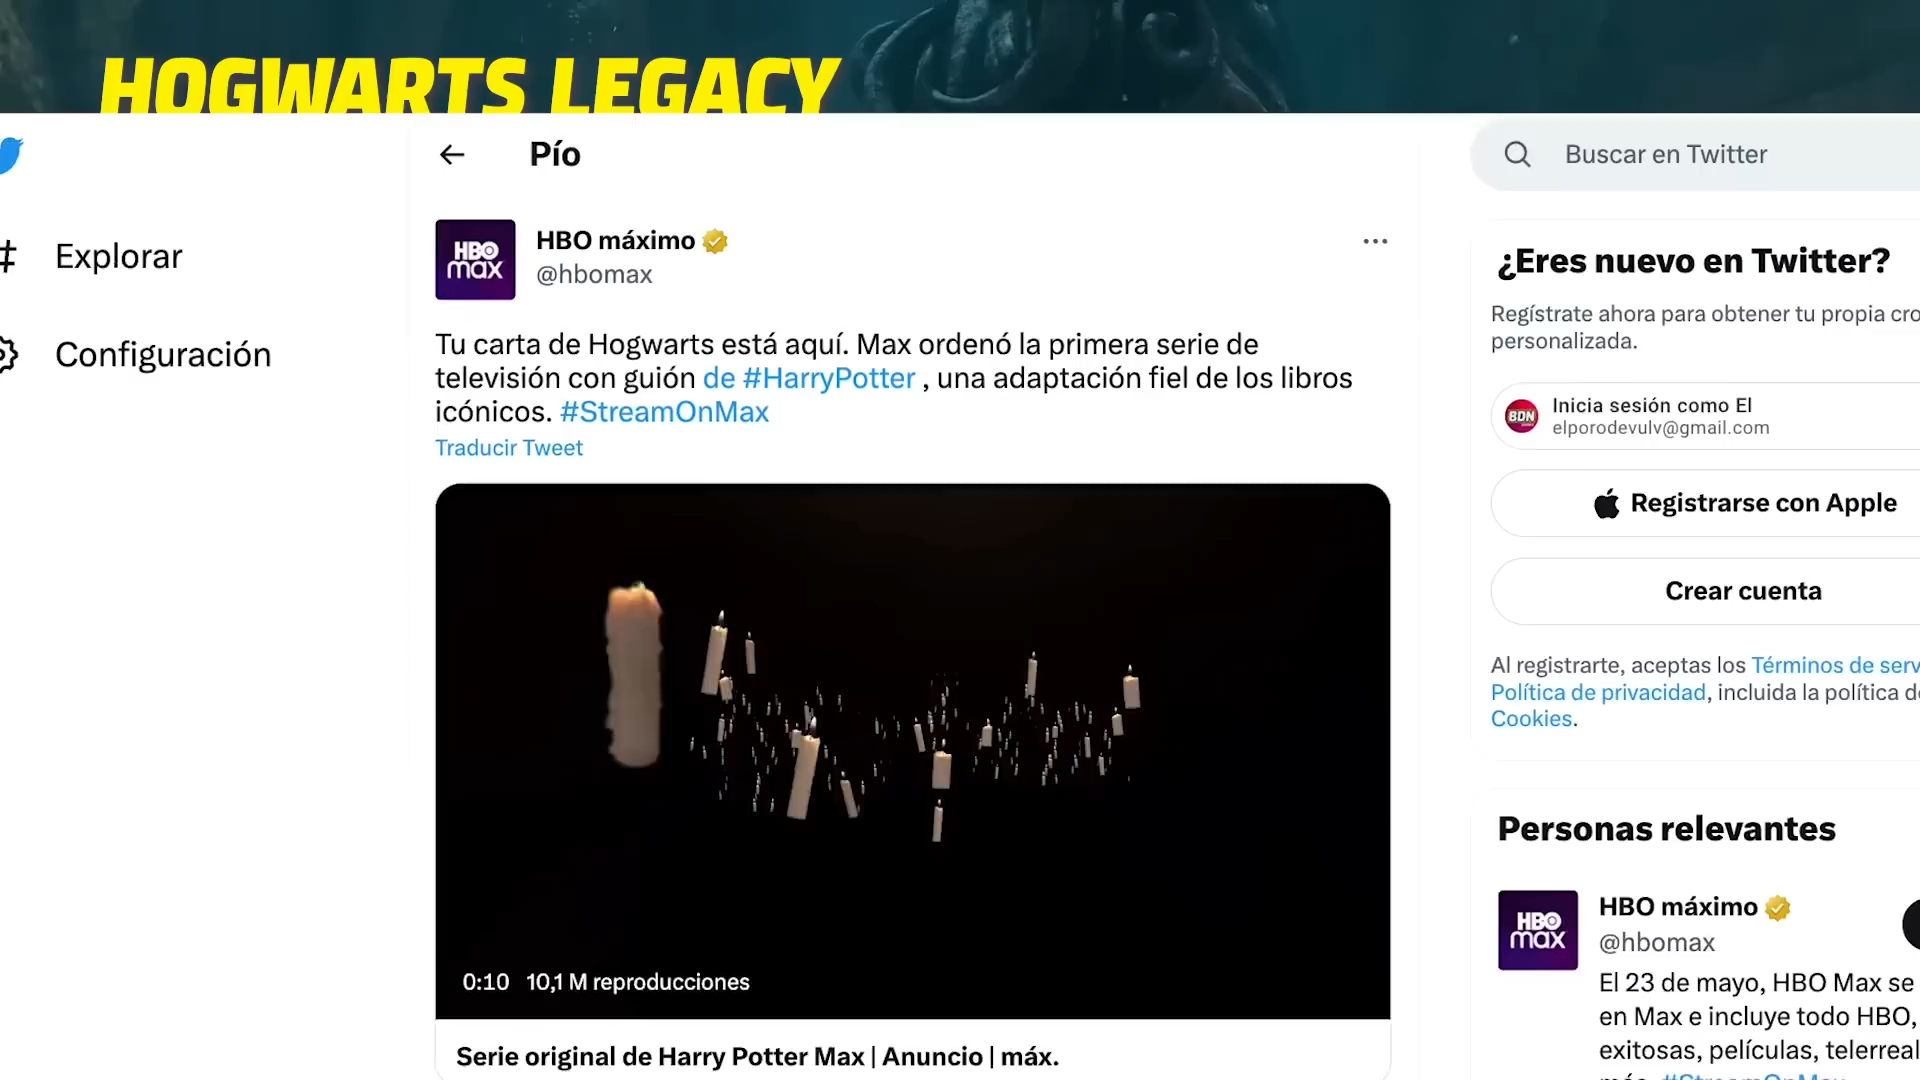 HOGWARTS LEGACY
Pío
Buscar en Twitter
Explorar
Configuración
HBO max
HBO máximo
@hbomax
Tu carta de Hogwarts está aquí. Max ordenó la primera serie de
televisión con guión de #HarryPotter , una adaptación fiel de los libros
icónicos. #StreamOnMax
Traducir Tweet
0:10 10,1 M reproducciones
Serie original de Harry Potter Max | Anuncio | máx.
¿Eres nuevo en Twitter?
Regístrate ahora para obtener tu propia cro
personalizada.
BDN
Inicia sesión como El
elporodevulv@gmail.com
Registrarse con Apple
Crear cuenta
Al registrarte, aceptas los Términos de serv
Política de privacidad, incluida la política d
Cookies.
Personas relevantes
HBO max
HBO máximo
@hbomax
El 23 de mayo, HBO Max se
en Max e incluye todo HBO,
exitosas, películas, telerreal
más. #StreamOnMax